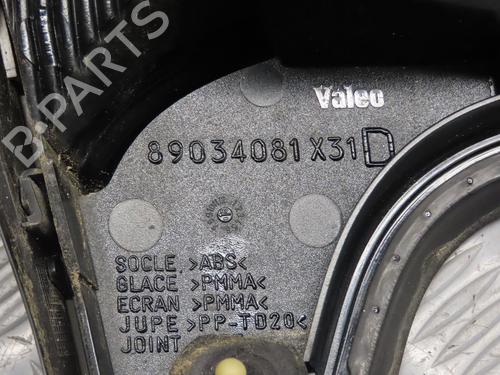 B-PARTS
Valeo
89034081 X31 D
SOCLE >ABS<
GLACE >PMMA<
ECRAN >PMMA<
JUPE >PP-TD20<
JOINT